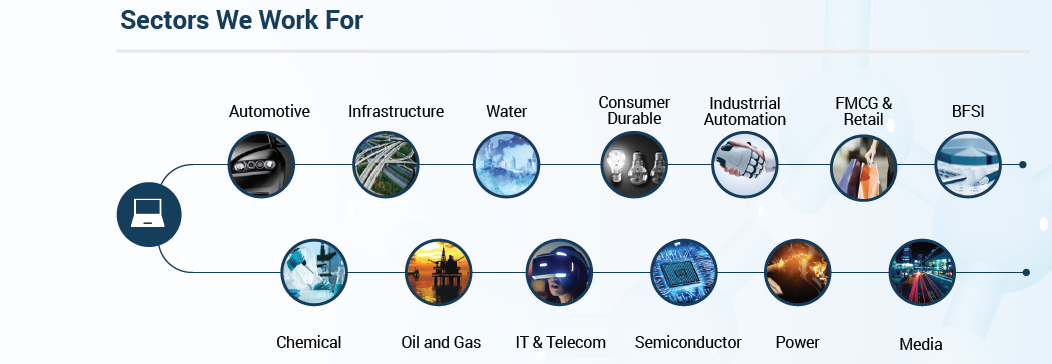 Sectors We Work For
Automotive
Infrastructure
Water
Consumer
Durable
Industrrial
Automation
FMCG &
Retail
BFSI
Chemical
Oil and Gas
IT & Telecom
Semiconductor
Power
Media